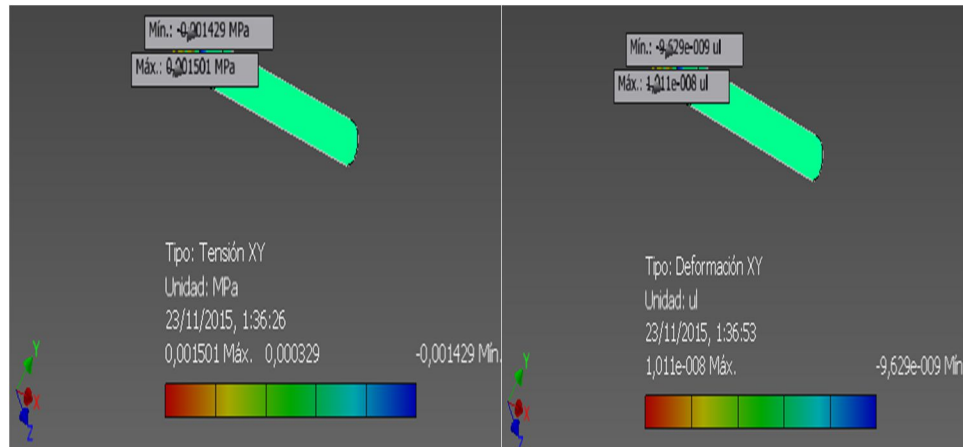 Mín.: -0,001429 MPa
Máx.: 0,001501 MPa
Tipo: Tensión XY
Unidad: MPa
23/11/2015, 1:36:26
0,001501 Máx. 0,000329 -0,001429 Mín.
Y
X
Z
Mín.: -9,629e-009 ul
Máx.: 1,011e-008 ul
Tipo: Deformación XY
Unidad: ul
23/11/2015, 1:36:53
1,011e-008 Máx. -9,629e-009 Mín
Y
X
Z